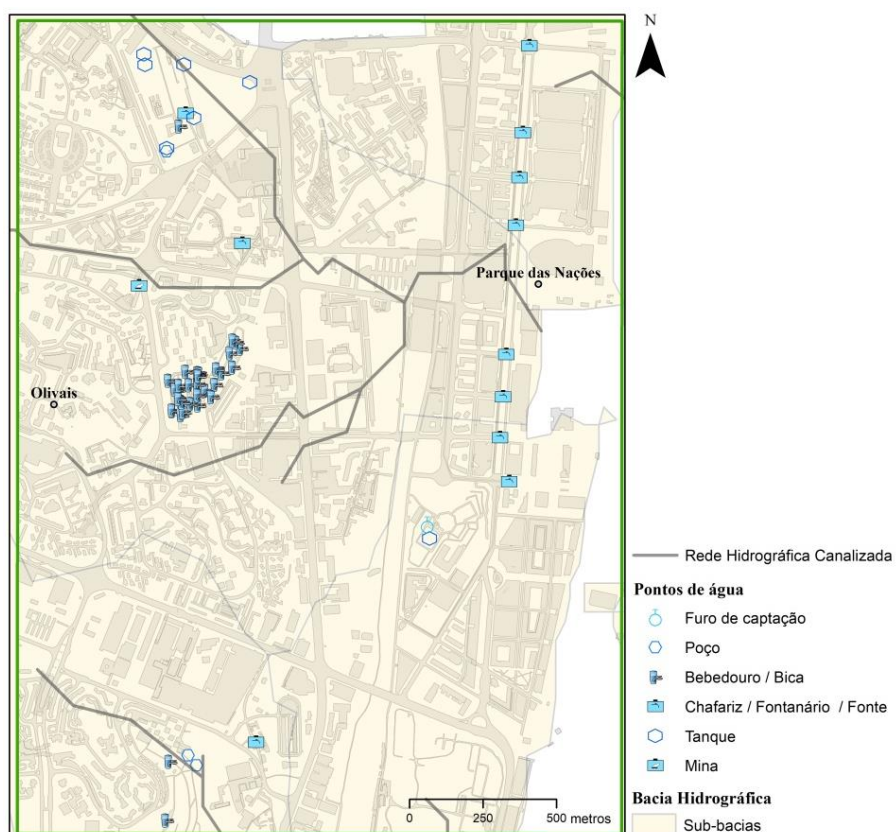 N
Parque das Nações
Olivais
0 250 500 metros
Rede Hidrográfica Canalizada
Pontos de água
Furo de captação
Poço
Bebedouro / Bica
Chafariz / Fontanário / Fonte
Tanque
Mina
Bacia Hidrográfica
Sub-bacias